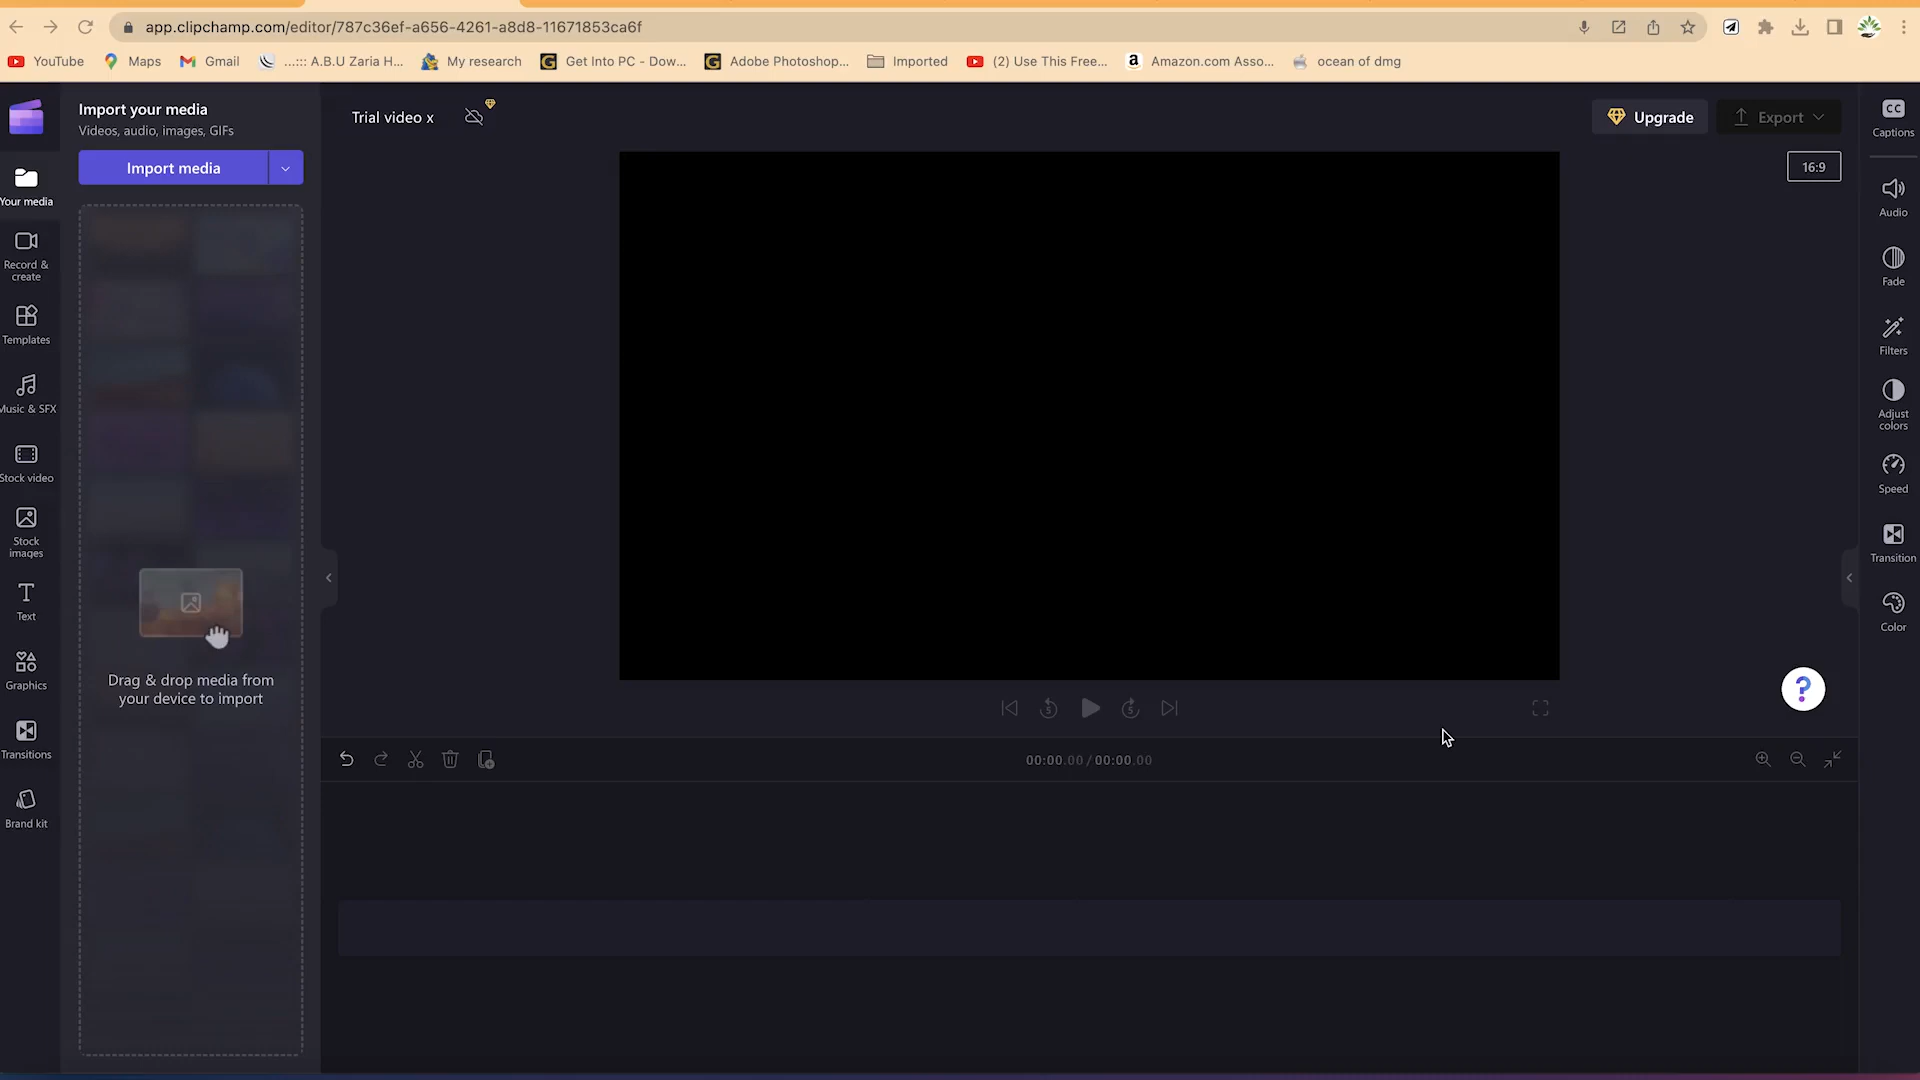 app.clipchamp.com/editor/787c36ef-a656-4261-a8d8-11671853ca6f
YouTube
Maps
Gmail
...::: A.B.U Zaria H...
My research
Get Into PC - Dow...
Adobe Photoshop...
Imported
(2) Use This Free...
Amazon.com Asso...
ocean of dmg
Import your media
Videos, audio, images, GIFs
Import media
Your media
Record &
create
Templates
Music & SFX
Stock video
Stock
images
Text
Graphics
Transitions
Brand kit
Drag & drop media from
your device to import
Trial video x
Upgrade
Export
16:9
5
5
?
00:00.00 / 00:00.00
CC
Captions
Audio
Fade
Filters
Adjust
colors
Speed
Transition
Color